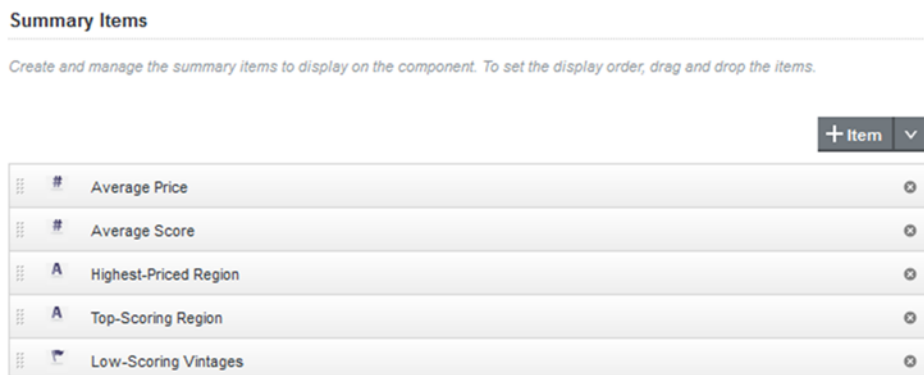 Summary Items
Create and manage the summary items to display on the component. To set the display order, drag and drop the items.
+ Item
# Average Price
# Average Score
A Highest-Priced Region
A Top-Scoring Region
Low-Scoring Vintages